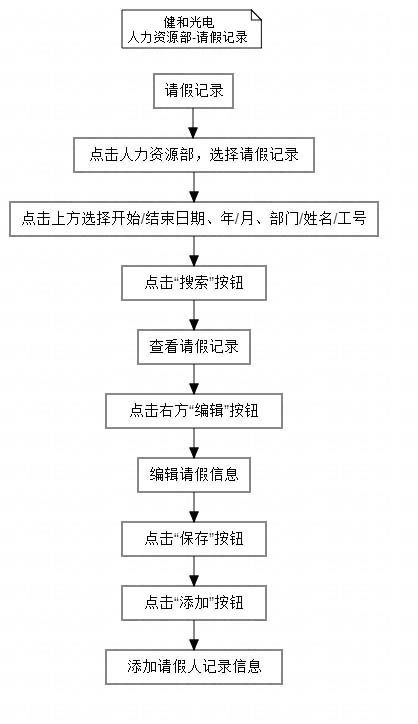 健和光电
人力资源部-请假记录
请假记录
点击人力资源部，选择请假记录
点击上方选择开始/结束日期、年/月、部门/姓名/工号
点击“搜索”按钮
查看请假记录
点击右方“编辑”按钮
编辑请假信息
点击“保存”按钮
点击“添加”按钮
添加请假人记录信息